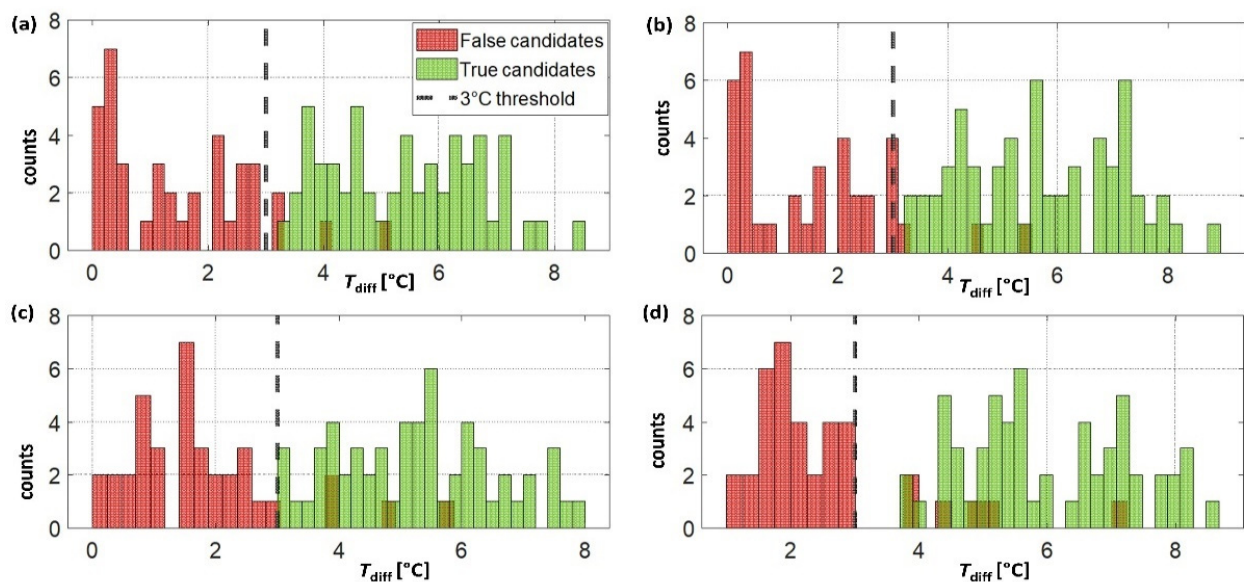 (a)
8
6
4
2
0
counts
0 2 4 6 8
T_diff [°C]
False candidates
True candidates
3°C threshold
(b)
8
6
4
2
0
counts
0 2 4 6 8
T_diff [°C]
(c)
8
6
4
2
0
counts
0 2 4 6 8
T_diff [°C]
(d)
8
6
4
2
0
counts
2 4 6 8
T_diff [°C]